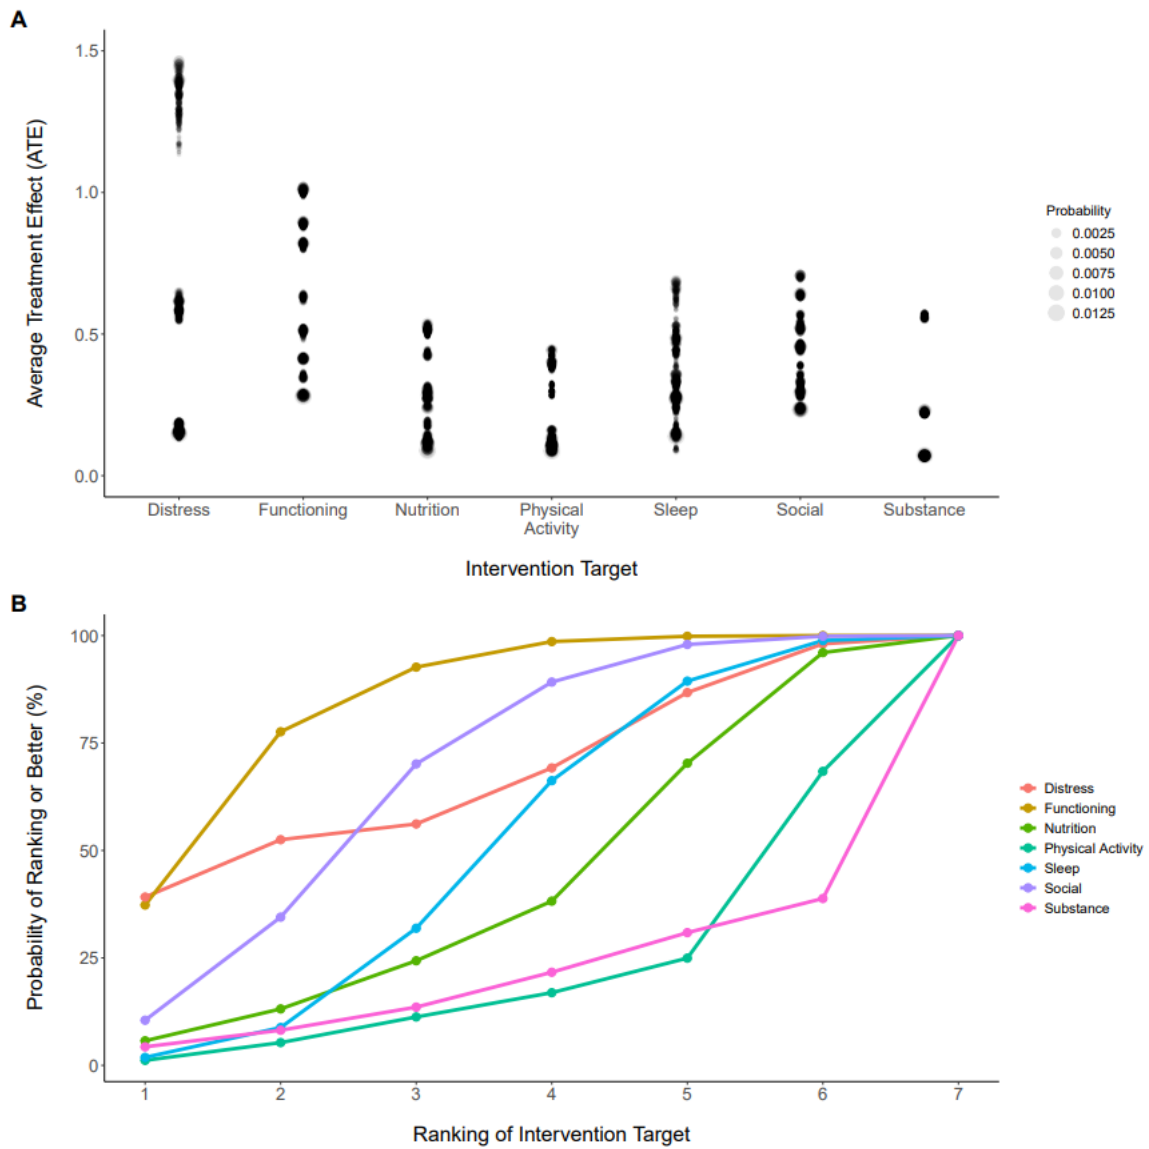 A
Average Treatment Effect (ATE)
1.5
1.0
0.5
0.0
Distress Functioning Nutrition Physical Activity Sleep Social Substance
Intervention Target
Probability
0.0025
0.0050
0.0075
0.0100
0.0125
B
Probability of Ranking or Better (%)
100
75
50
25
0
1 2 3 4 5 6 7
Ranking of Intervention Target
Distress
Functioning
Nutrition
Physical Activity
Sleep
Social
Substance